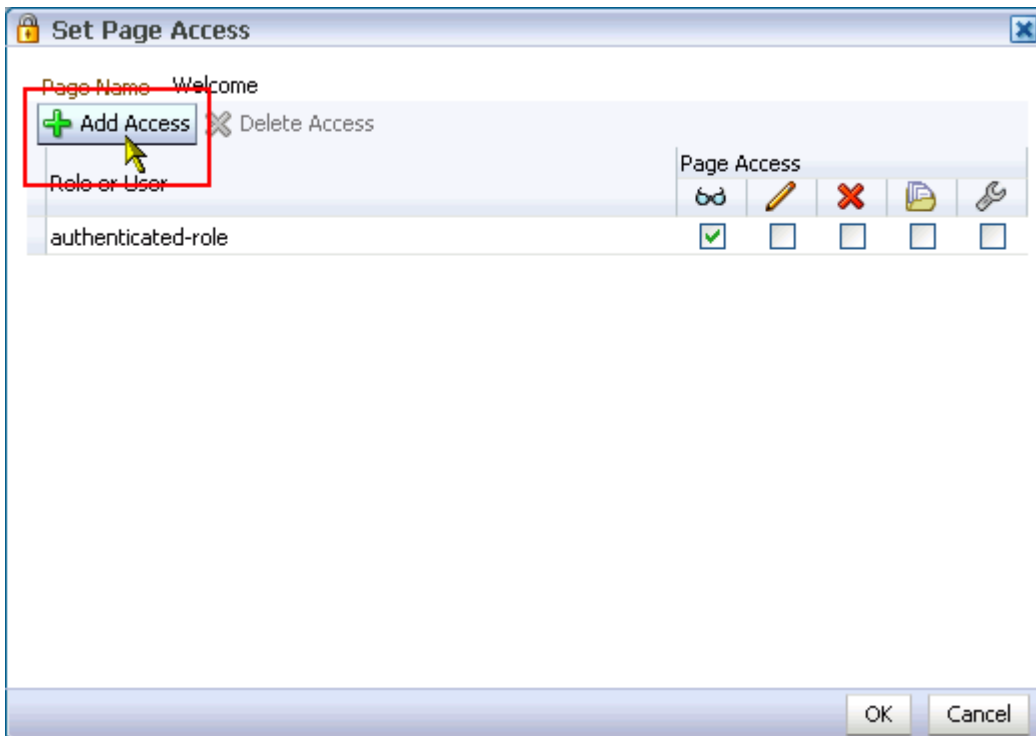 Set Page Access
Page Name Welcome
Add Access Delete Access
Page Access
Role or User
authenticated-role
OK Cancel